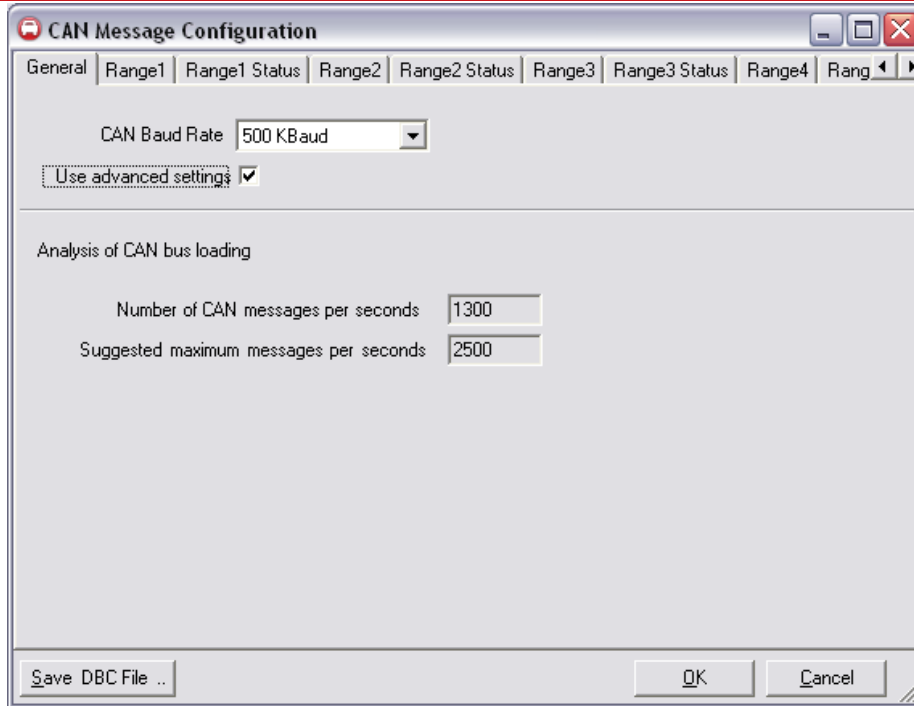 CAN Message Configuration
General Range1 Range1 Status Range2 Range2 Status Range3 Range3 Status Range4 Rang
CAN Baud Rate 500 KBaud
Use advanced settings
Analysis of CAN bus loading
Number of CAN messages per seconds 1300
Suggested maximum messages per seconds 2500
Save DBC File .. OK Cancel